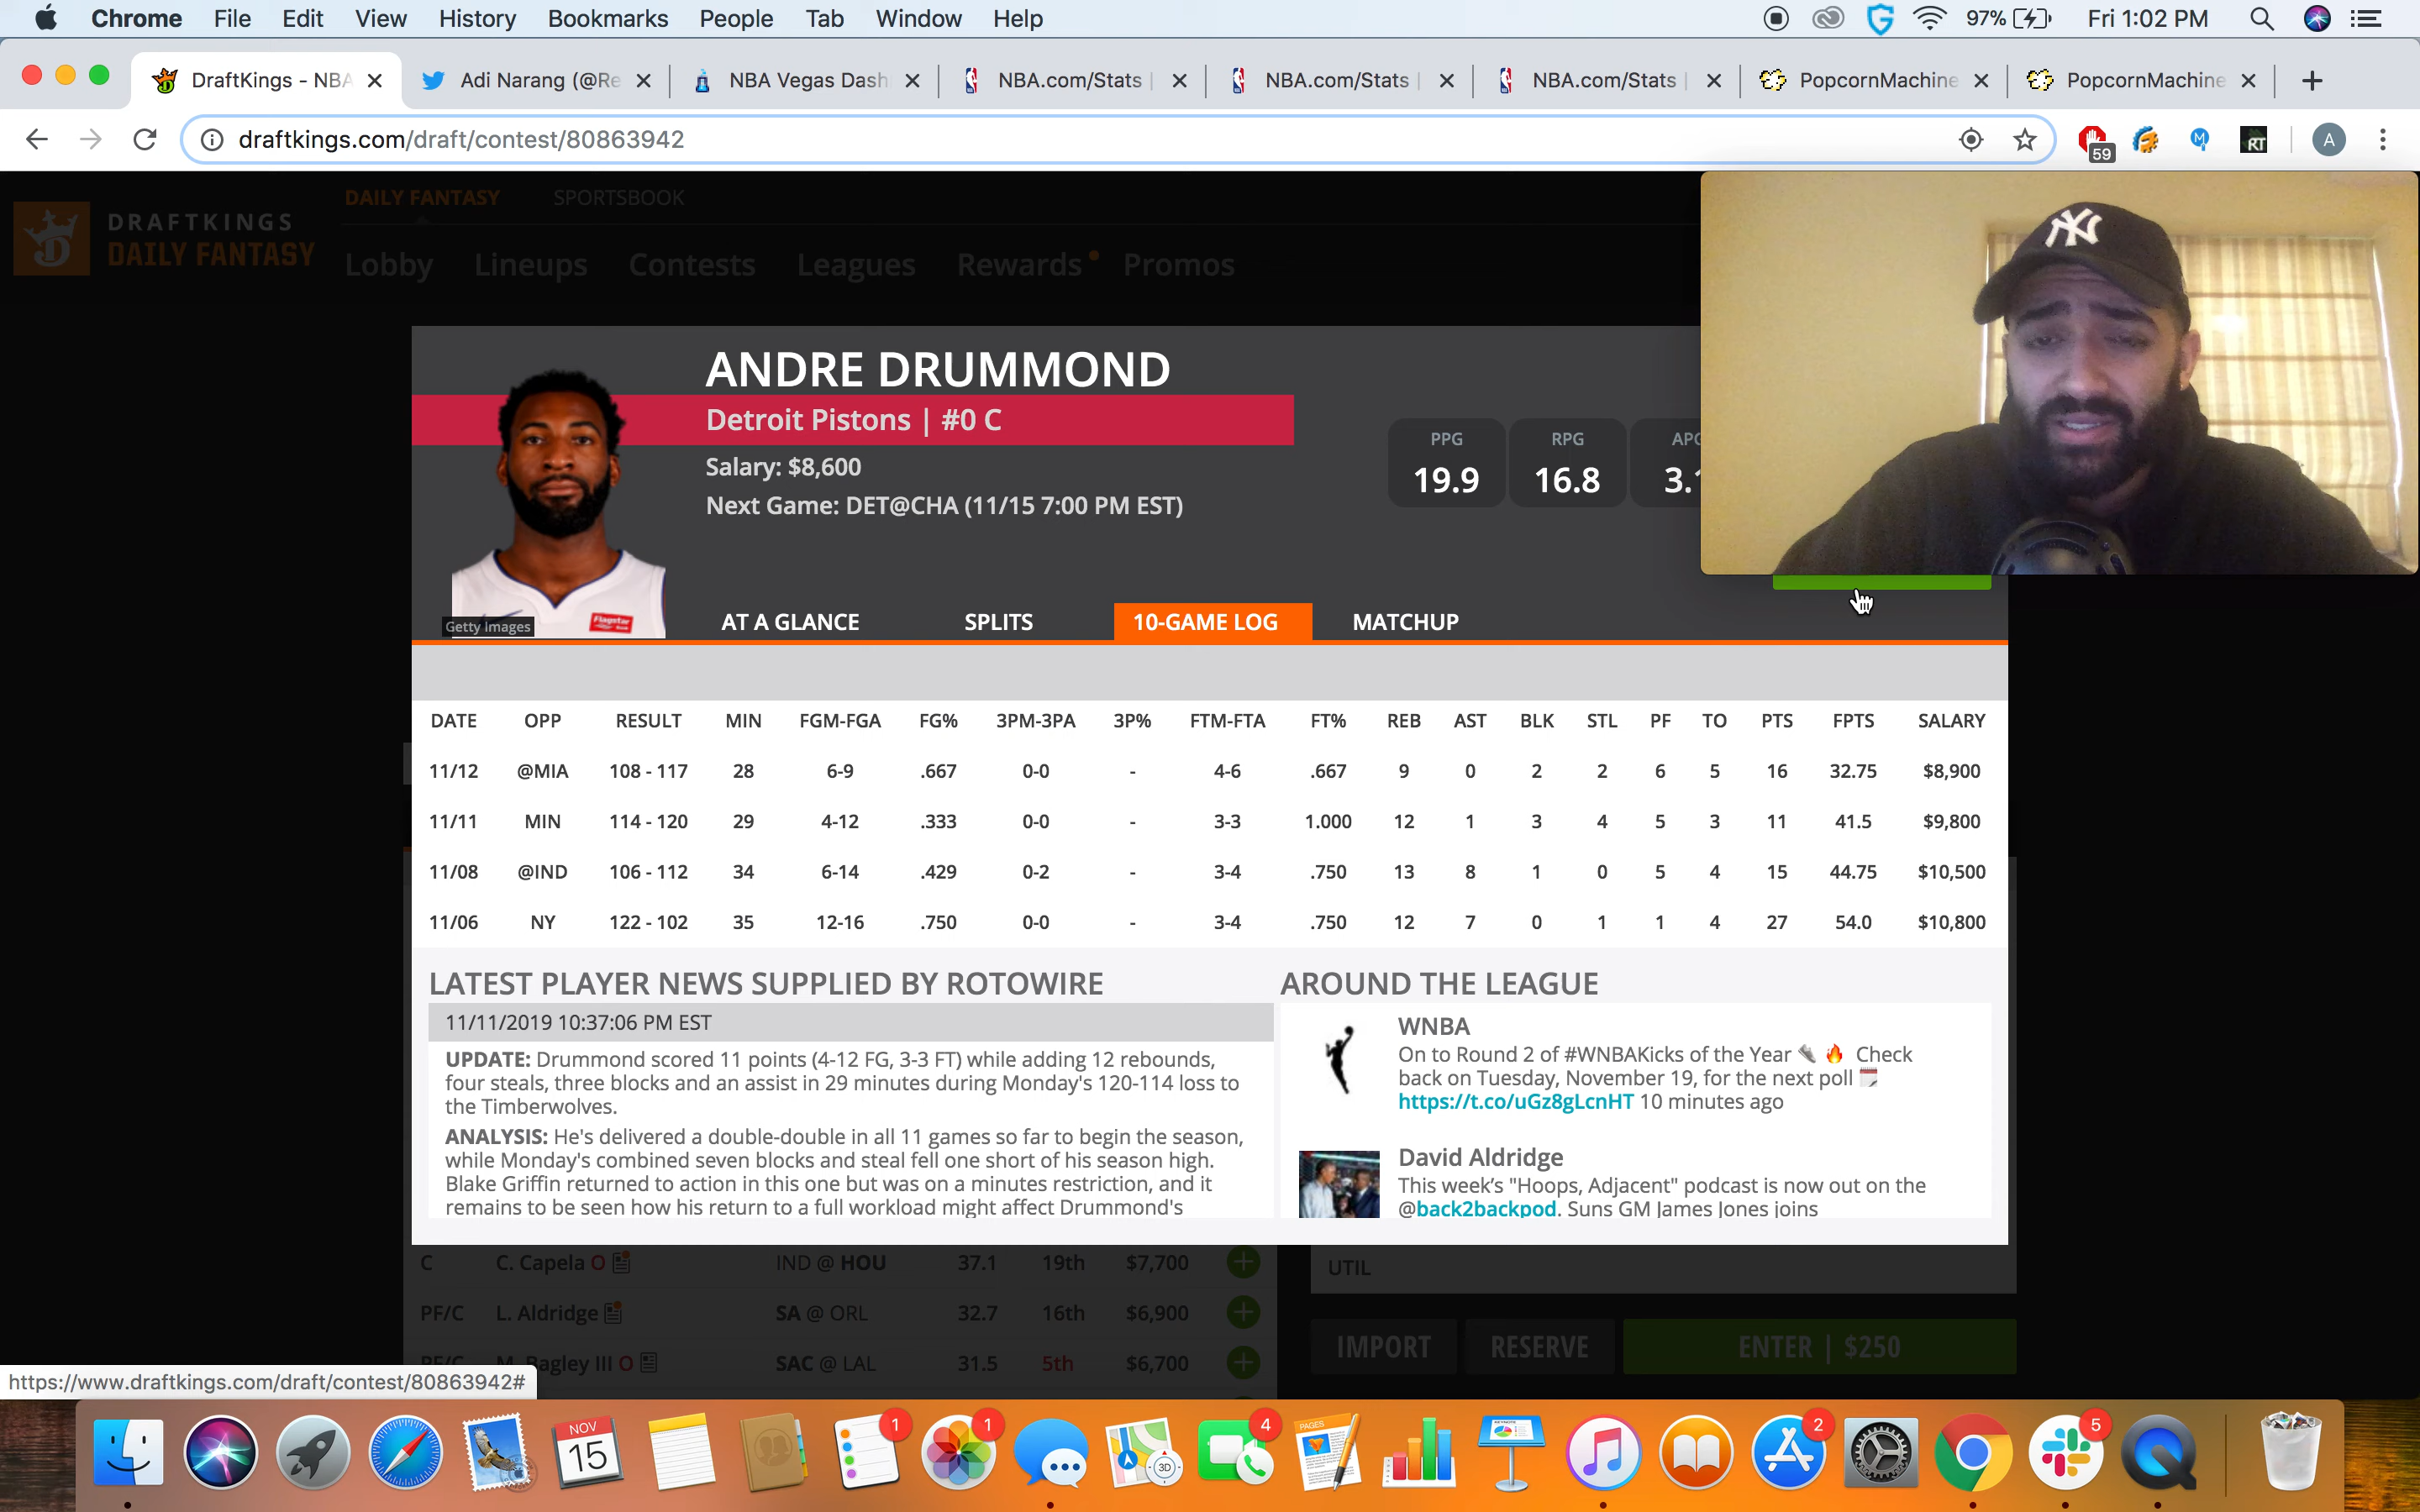 Chrome File Edit View History Bookmarks People Tab Window Help 97% Fri 1:02 PM
DraftKings - NBA Adi Narang (@Re NBA Vegas Dash NBA.com/Stats | NBA.com/Stats | NBA.com/Stats | PopcornMachine PopcornMachine
draftkings.com/draft/contest/80863942 59 M RT A
DAILY FANTASY SPORTSBOOK
DRAFTKINGS
DAILY FANTASY
Lobby Lineups Contests Leagues Rewards Promos
NY
ANDRE DRUMMOND
Detroit Pistons | #0 C
Salary: $8,600
Next Game: DET@CHA (11/15 7:00 PM EST)
PPG RPG APG
19.9 16.8 3.
Flagstar
Getty Images
AT A GLANCE SPLITS 10-GAME LOG MATCHUP
DATE OPP RESULT MIN FGM-FGA FG% 3PM-3PA 3P% FTM-FTA FT% REB AST BLK STL PF TO PTS FPTS SALARY
11/12 @MIA 108 - 117 28 6-9 .667 0-0 - 4-6 .667 9 0 2 2 6 5 16 32.75 $8,900
11/11 MIN 114 - 120 29 4-12 .333 0-0 - 3-3 1.000 12 1 3 4 5 3 11 41.5 $9,800
11/08 @IND 106 - 112 34 6-14 .429 0-2 - 3-4 .750 13 8 1 0 5 4 15 44.75 $10,500
11/06 NY 122 - 102 35 12-16 .750 0-0 - 3-4 .750 12 7 0 1 1 4 27 54.0 $10,800
LATEST PLAYER NEWS SUPPLIED BY ROTOWIRE
11/11/2019 10:37:06 PM EST
UPDATE: Drummond scored 11 points (4-12 FG, 3-3 FT) while adding 12 rebounds,
four steals, three blocks and an assist in 29 minutes during Monday's 120-114 loss to
the Timberwolves.
ANALYSIS: He's delivered a double-double in all 11 games so far to begin the season,
while Monday's combined seven blocks and steal fell one short of his season high.
Blake Griffin returned to action in this one but was on a minutes restriction, and it
remains to be seen how his return to a full workload might affect Drummond's
AROUND THE LEAGUE
WNBA
On to Round 2 of #WNBAKicks of the Year 👟 🔥 Check
back on Tuesday, November 19, for the next poll 🗓
https://t.co/uGz8gLcnHT 10 minutes ago
David Aldridge
This week's "Hoops, Adjacent" podcast is now out on the
@back2backpod. Suns GM James Jones joins
C C. Capela O IND @ HOU 37.1 19th $7,700
PF/C L. Aldridge SA @ ORL 32.7 16th $6,900
PF/C M. Bagley III O SAC @ LAL 31.5 5th $6,700
UTIL
IMPORT RESERVE ENTER | $250
https://www.draftkings.com/draft/contest/80863942#
NOV
15
1
1
3D
4
PAGES
2
5